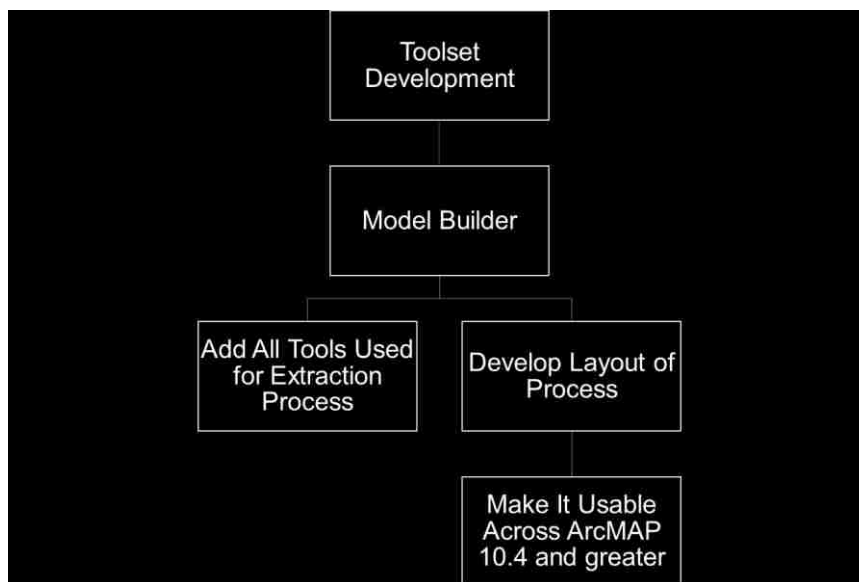 Toolset
Development
Model Builder
Add All Tools Used
for Extraction
Process
Develop Layout of
Process
Make It Usable
Across ArcMAP
10.4 and greater